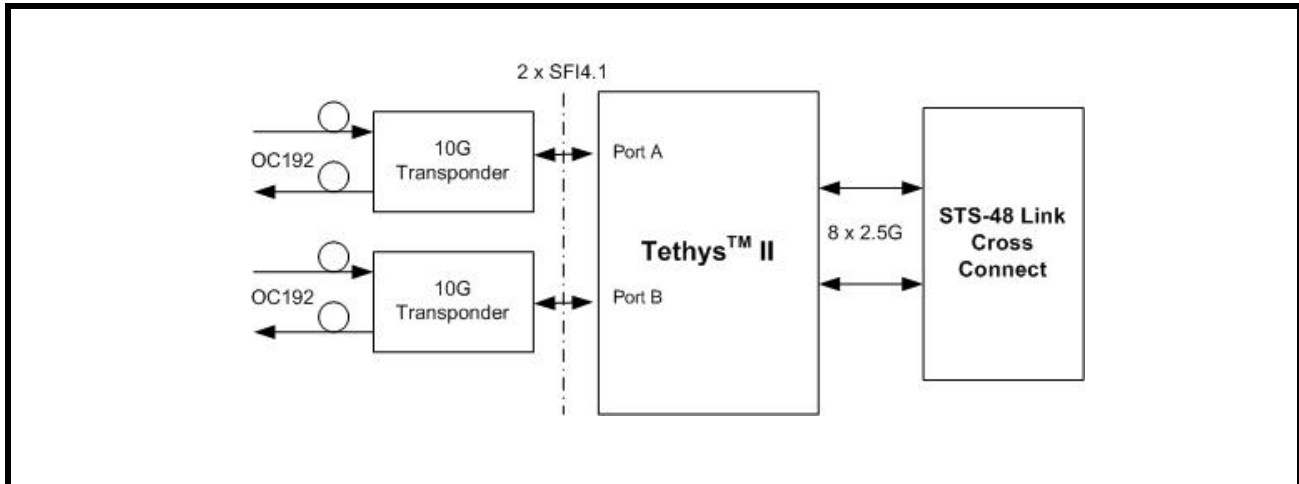 2 x SFI4.1
OC192
10G
Transponder
Port A
OC192
10G
Transponder
Port B
Tethys™ II
8 x 2.5G
STS-48 Link
Cross
Connect